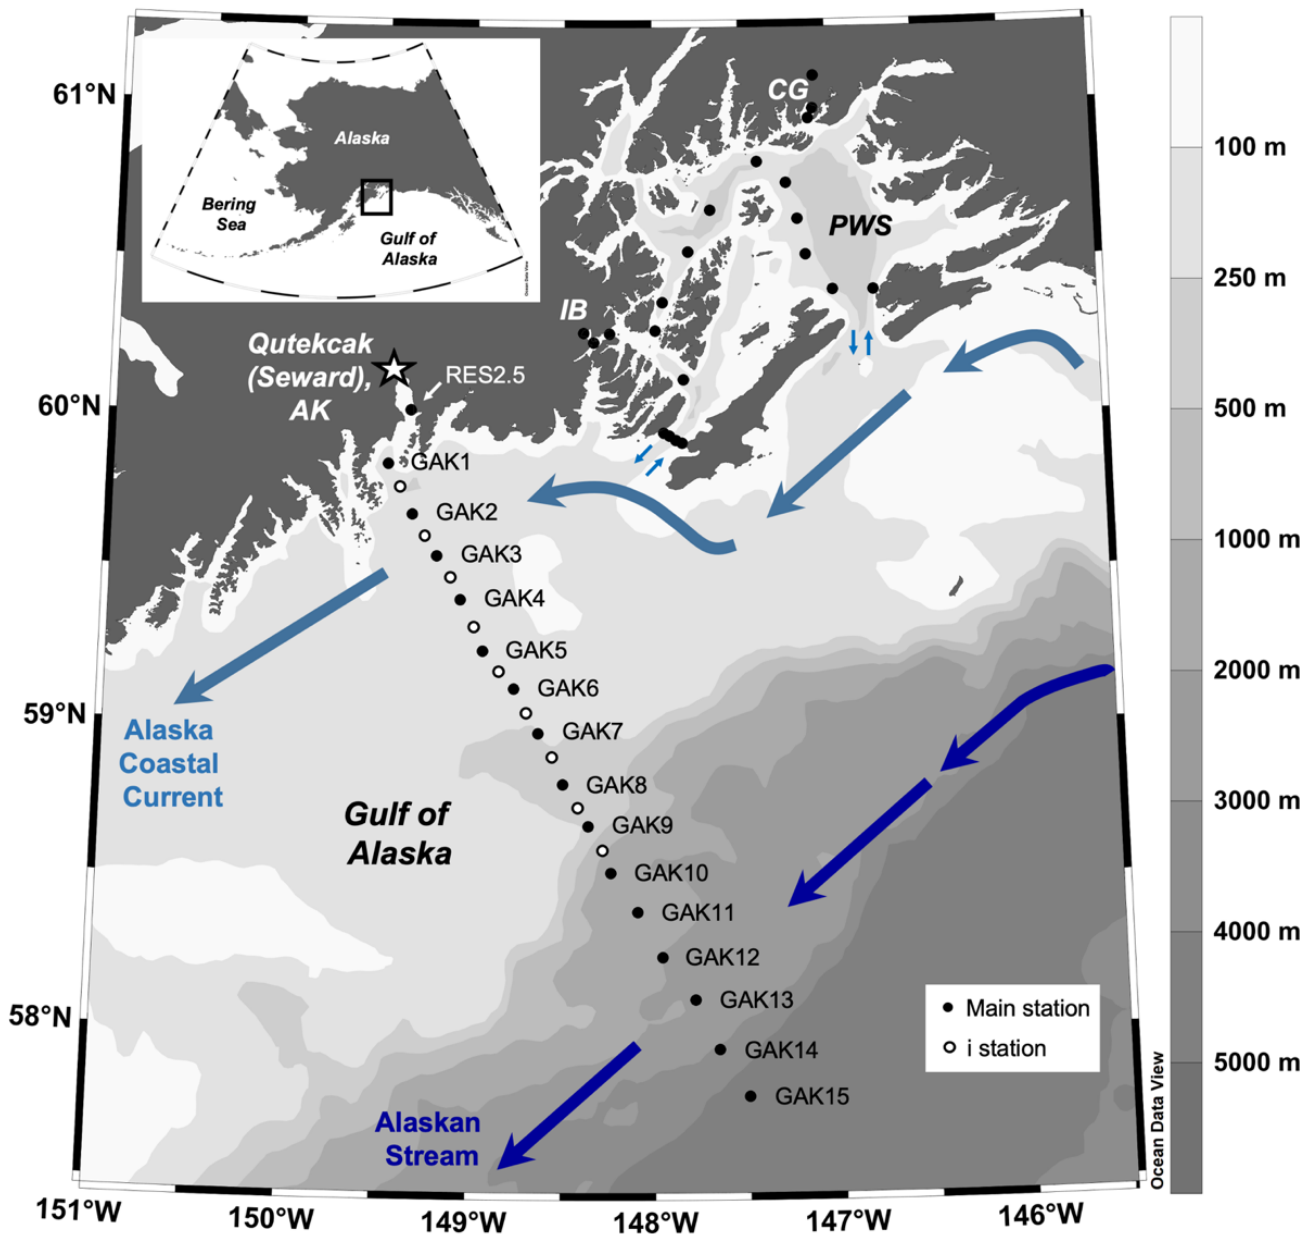 61°N
60°N
59°N
58°N
151°W
150°W
149°W
148°W
147°W
146°W
Alaska
Bering
Sea
Gulf of
Alaska
Ocean Data View
CG
PWS
IB
Qutekcak
(Seward),
AK
RES2.5
GAK1
GAK2
GAK3
GAK4
GAK5
GAK6
GAK7
GAK8
GAK9
GAK10
GAK11
GAK12
GAK13
GAK14
GAK15
Alaska
Coastal
Current
Gulf of
Alaska
Alaskan
Stream
Main station
i station
Ocean Data View
100 m
250 m
500 m
1000 m
2000 m
3000 m
4000 m
5000 m